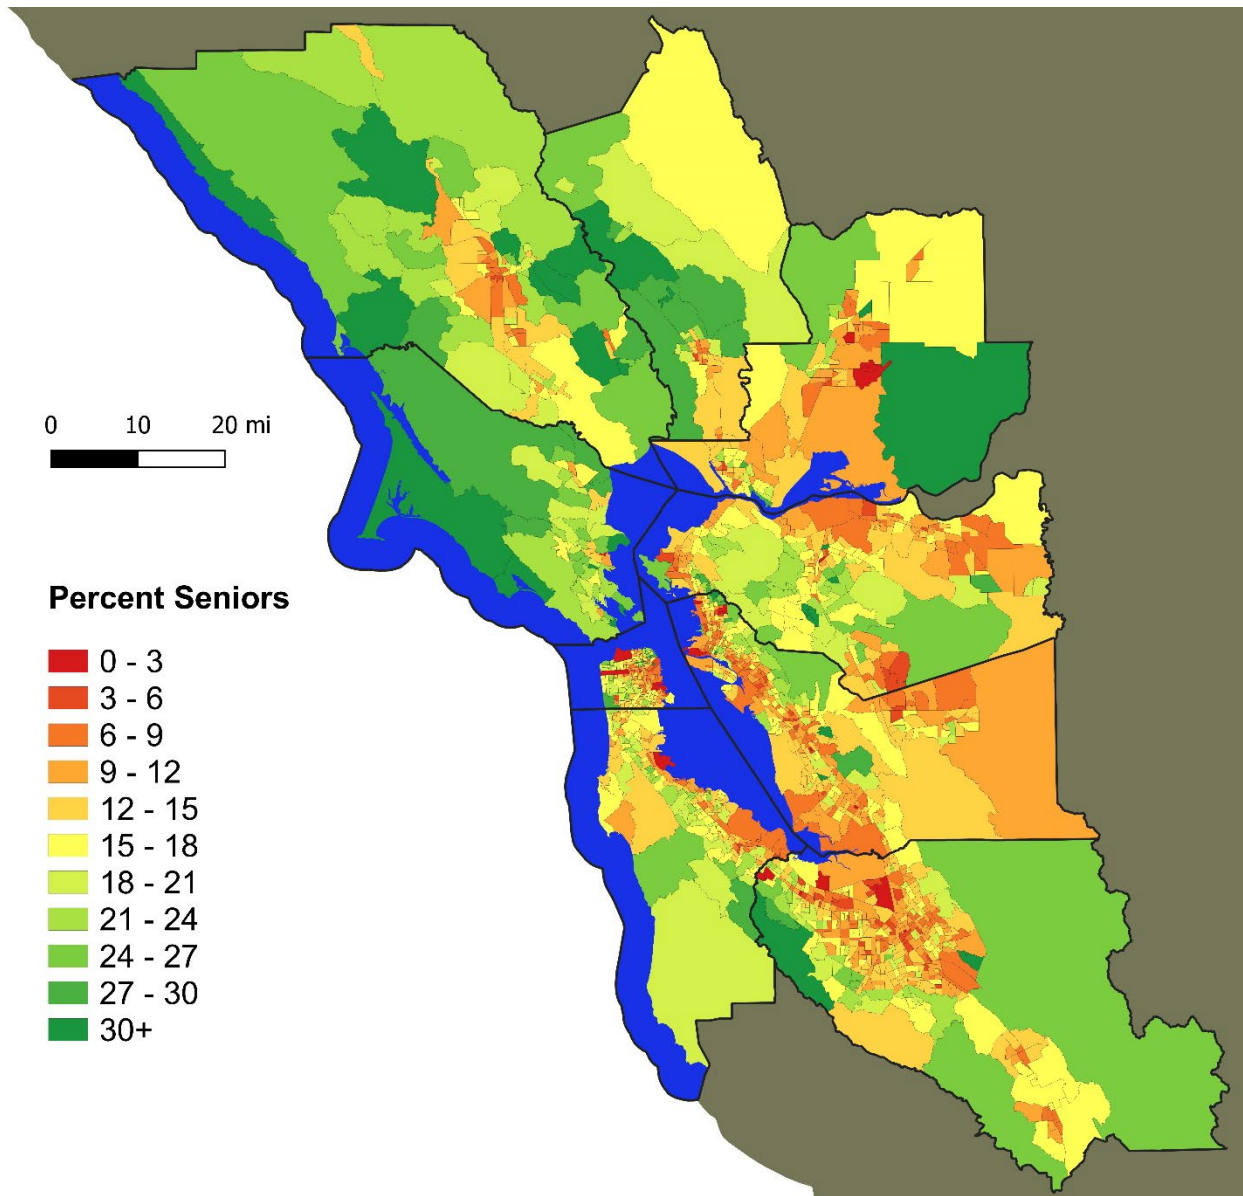 0 10 20 mi
Percent Seniors
0 - 3
3 - 6
6 - 9
9 - 12
12 - 15
15 - 18
18 - 21
21 - 24
24 - 27
27 - 30
30+